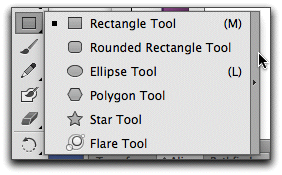 Rectangle Tool (M)
Rounded Rectangle Tool
Ellipse Tool (L)
Polygon Tool
Star Tool
Flare Tool